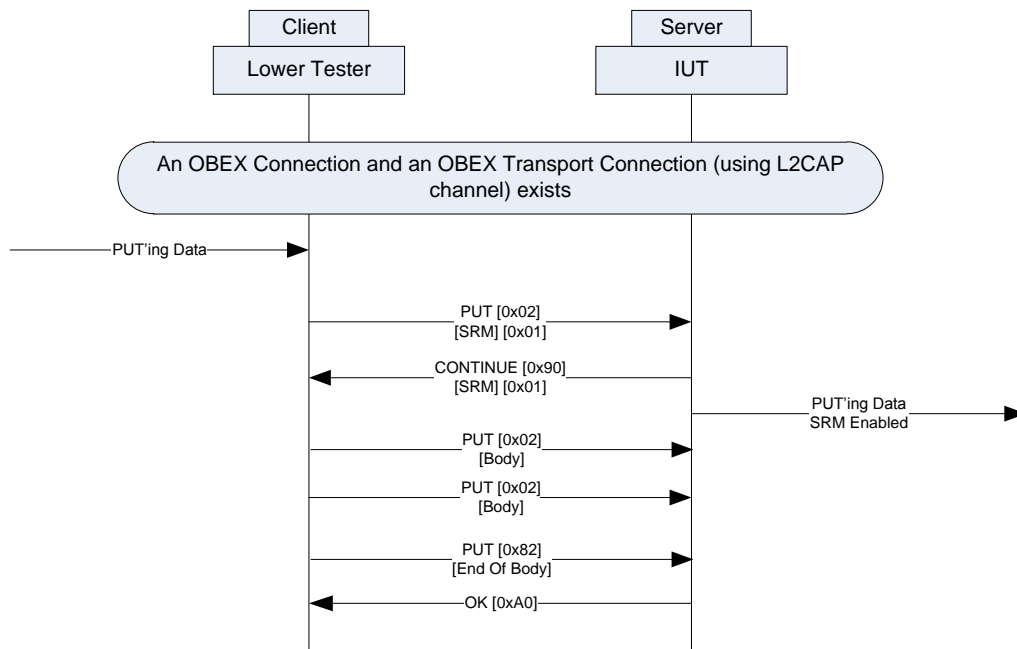 Client
Server
Lower Tester
IUT
An OBEX Connection and an OBEX Transport Connection (using L2CAP
channel) exists
PUT'ing Data
PUT [0x02]
[SRM] [0x01]
CONTINUE [0x90]
[SRM] [0x01]
PUT'ing Data
SRM Enabled
PUT [0x02]
[Body]
PUT [0x02]
[Body]
PUT [0x82]
[End Of Body]
OK [0xA0]